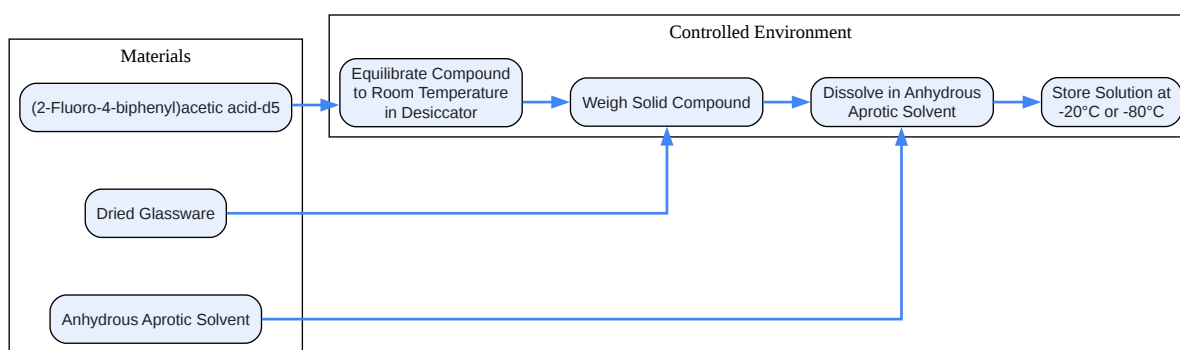 Controlled Environment
Materials
(2-Fluoro-4-biphenyl)acetic acid-d5
Equilibrate Compound
to Room Temperature
in Desiccator
Weigh Solid Compound
Dissolve in Anhydrous
Aprotic Solvent
Store Solution at
-20°C or -80°C
Dried Glassware
Anhydrous Aprotic Solvent